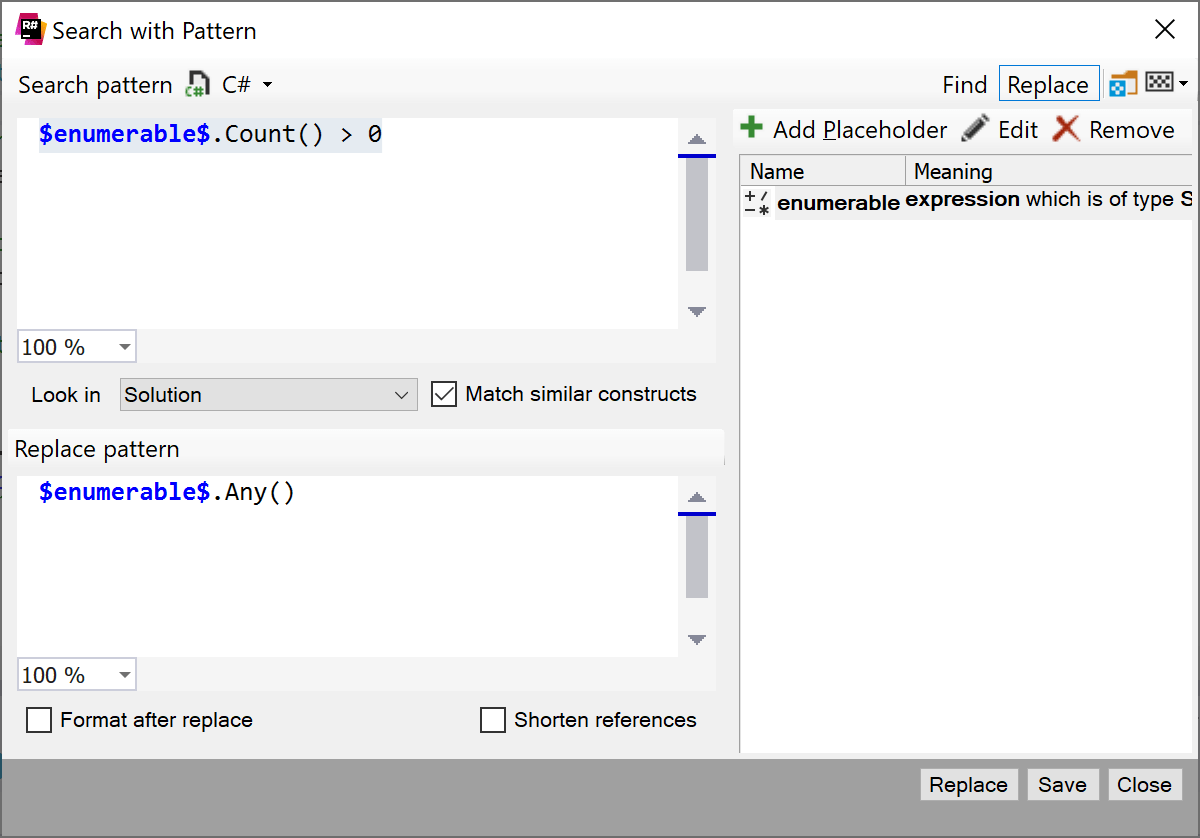 R# Search with Pattern
Search pattern C# Find Replace
$enumerable$.Count() > 0
Add Placeholder Edit Remove
Name Meaning
enumerable expression which is of type S
100 %
Look in Solution Match similar constructs
Replace pattern
$enumerable$.Any()
100 %
Format after replace Shorten references
Replace Save Close